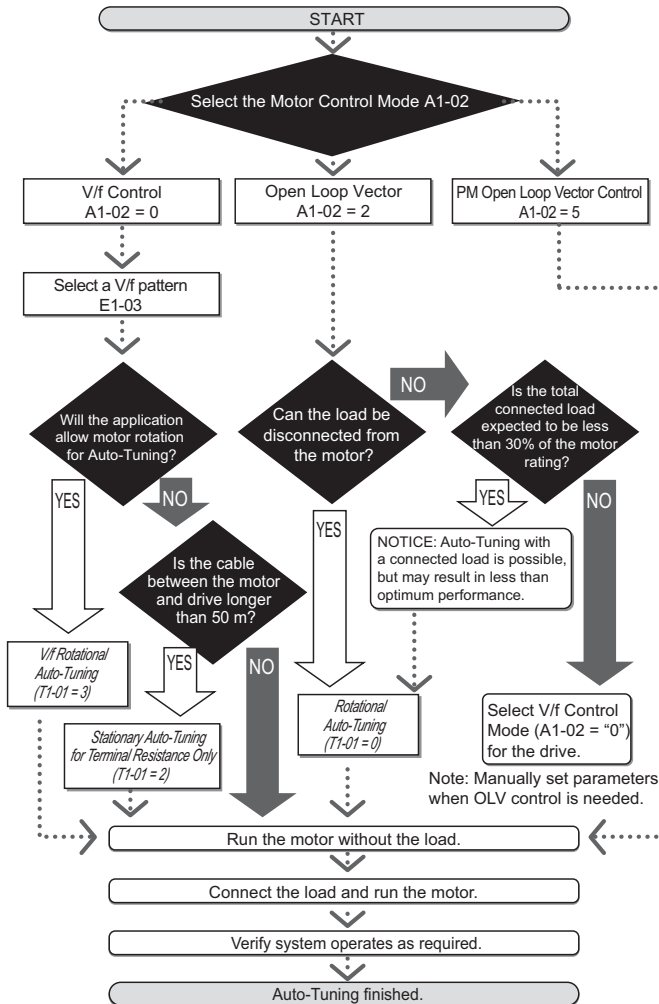 START
Select the Motor Control Mode A1-02
V/f Control
A1-02 = 0
Open Loop Vector
A1-02 = 2
PM Open Loop Vector Control
A1-02 = 5
Select a V/f pattern
E1-03
Will the application
allow motor rotation
for Auto-Tuning?
Can the load be
disconnected from
the motor?
NO
Is the total
connected load
expected to be less
than 30% of the motor
rating?
YES
NO
YES
YES
NO
NOTICE: Auto-Tuning with
a connected load is possible,
but may result in less than
optimum performance.
Is the cable
between the motor
and drive longer
than 50 m?
V/f Rotational
Auto-Tuning
(T1-01 = 3)
YES
NO
Stationary Auto-Tuning
for Terminal Resistance Only
(T1-01 = 2)
Rotational
Auto-Tuning
(T1-01 = 0)
Select V/f Control
Mode (A1-02 = “0”)
for the drive.
Note: Manually set parameters
when OLV control is needed.
Run the motor without the load.
Connect the load and run the motor.
Verify system operates as required.
Auto-Tuning finished.